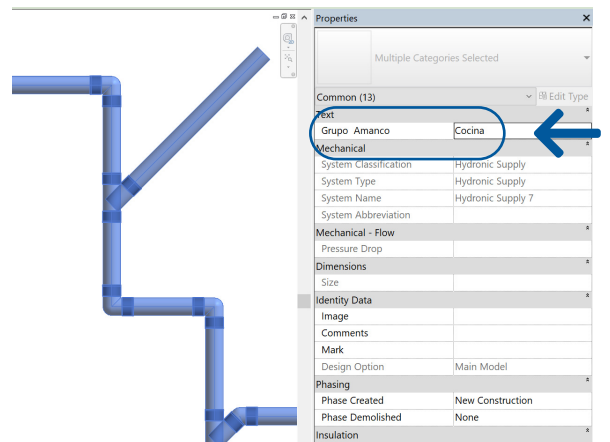 Properties
Multiple Categories Selected
Common (13)
Edit Type
Text
Grupo Amanco Cocina
Mechanical
System Classification Hydronic Supply
System Type Hydronic Supply
System Name Hydronic Supply 7
System Abbreviation
Mechanical - Flow
Pressure Drop
Dimensions
Size
Identity Data
Image
Comments
Mark
Design Option Main Model
Phasing
Phase Created New Construction
Phase Demolished None
Insulation